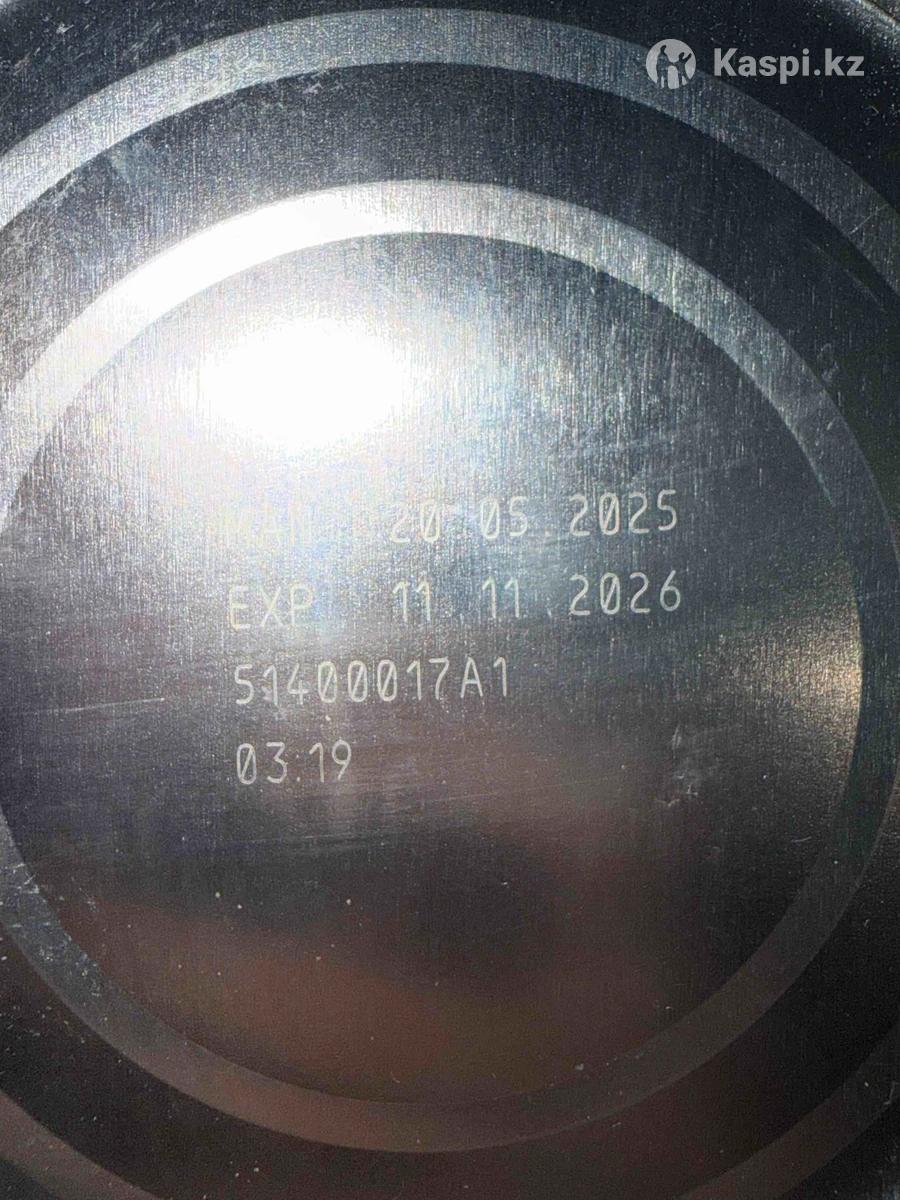 Kaspi.kz
MAN 20.05.2025
EXP 11.11.2026
51400017A1
03:19